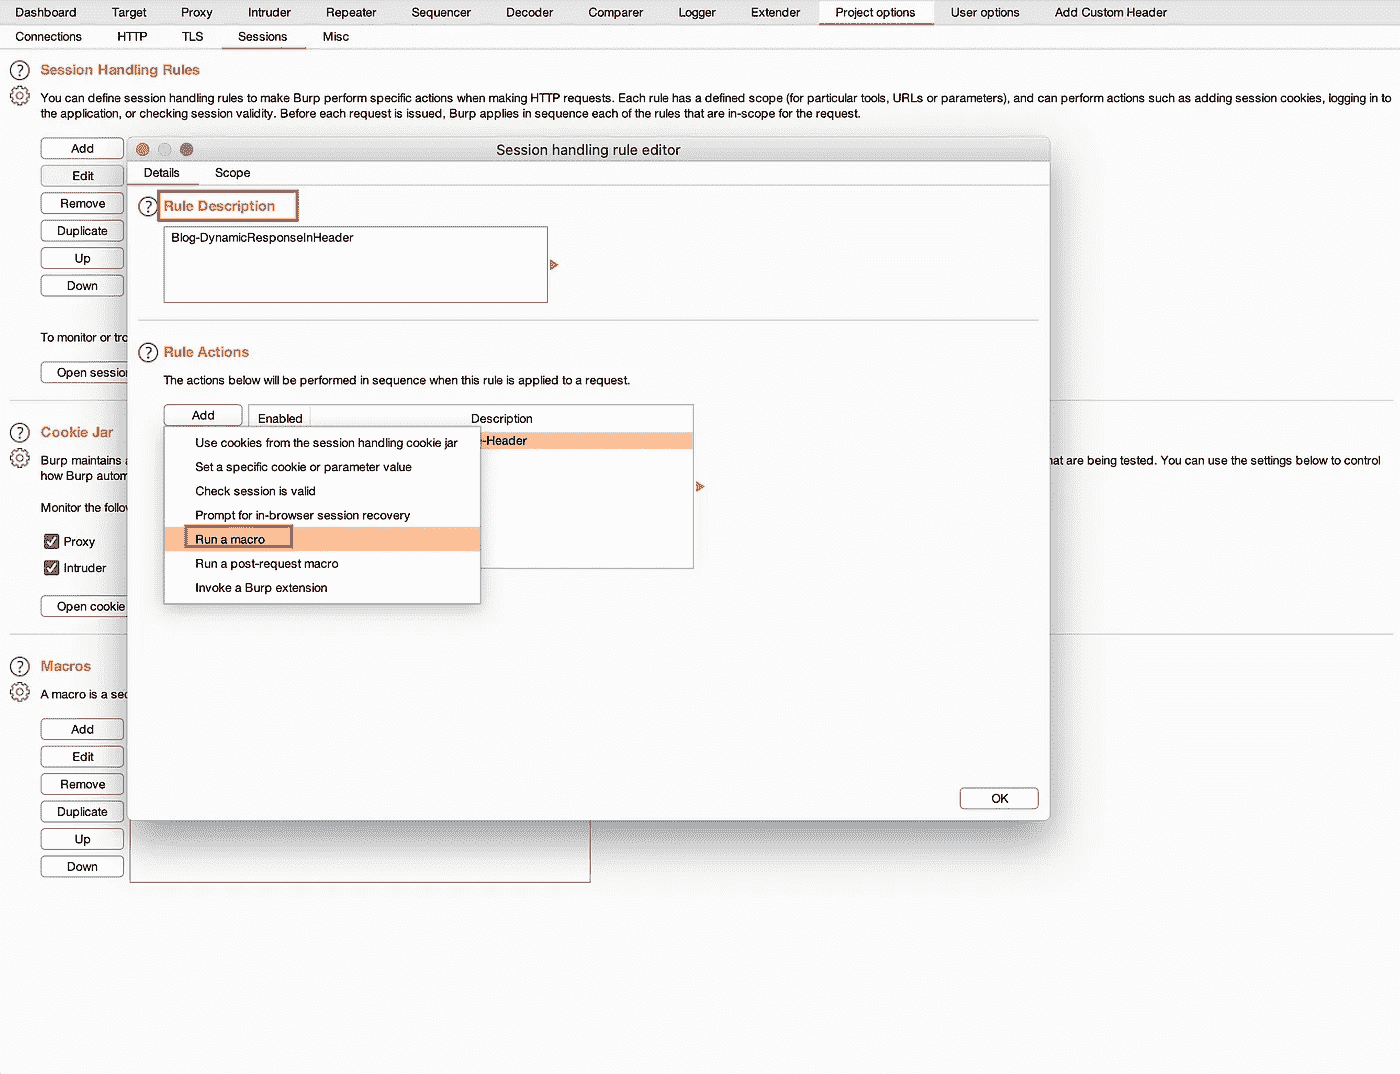 Dashboard Target Proxy Intruder Repeater Sequencer Decoder Comparer Logger Extender Project options User options Add Custom Header
Connections HTTP TLS Sessions Misc
? Session Handling Rules
You can define session handling rules to make Burp perform specific actions when making HTTP requests. Each rule has a defined scope (for particular tools, URLs or parameters), and can perform actions such as adding session cookies, logging in to
the application, or checking session validity. Before each request is issued, Burp applies in sequence each of the rules that are in-scope for the request.
Add
Edit
Remove
Duplicate
Up
Down
To monitor or tro
Open sessio
Session handling rule editor
Details Scope
? Rule Description
Blog-DynamicResponseInHeader
? Rule Actions
The actions below will be performed in sequence when this rule is applied to a request.
Add Enabled Description
-Header
Use cookies from the session handling cookie jar
Set a specific cookie or parameter value
Check session is valid
Prompt for in-browser session recovery
Run a macro
Run a post-request macro
Invoke a Burp extension
OK
? Cookie Jar
Burp maintains a
at are being tested. You can use the settings below to control
how Burp autom
Monitor the follov
Proxy
Intruder
Open cookie
? Macros
A macro is a sec
Add
Edit
Remove
Duplicate
Up
Down